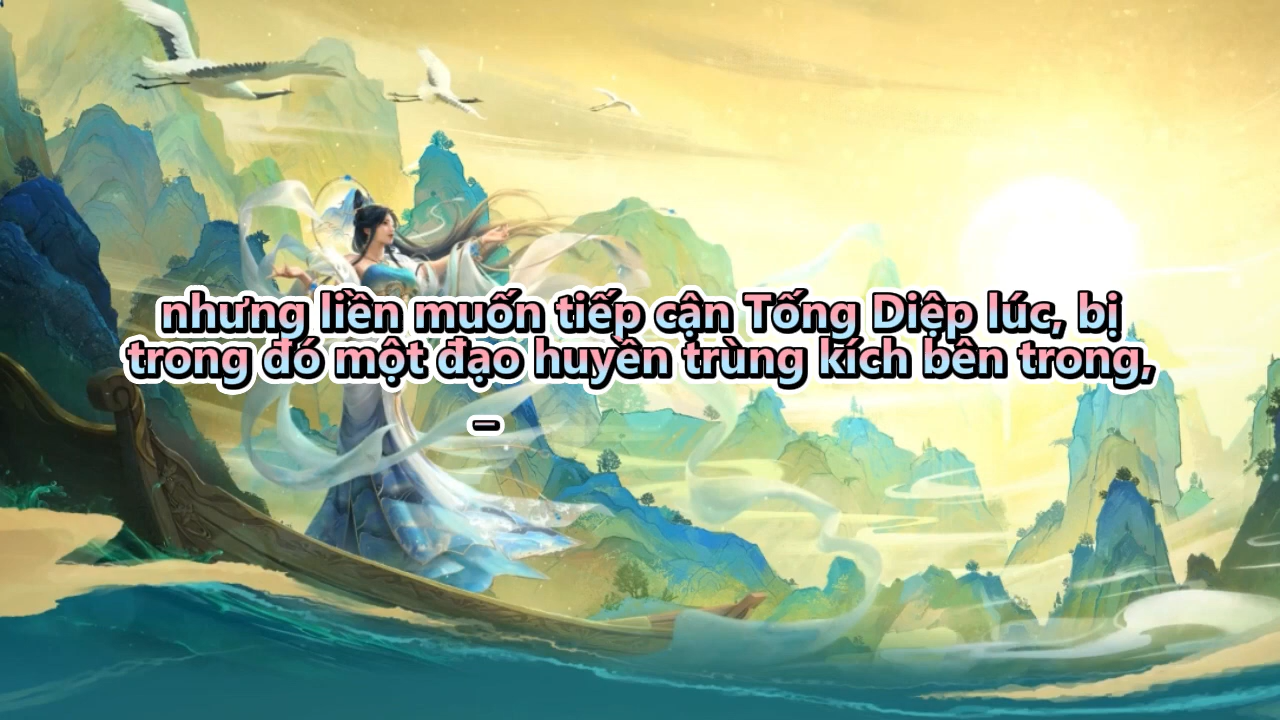 nhưng liền muốn tiếp cận Tống Diệp lúc, bị
trong đó một đạo huyền trùng kích bên trong,
–